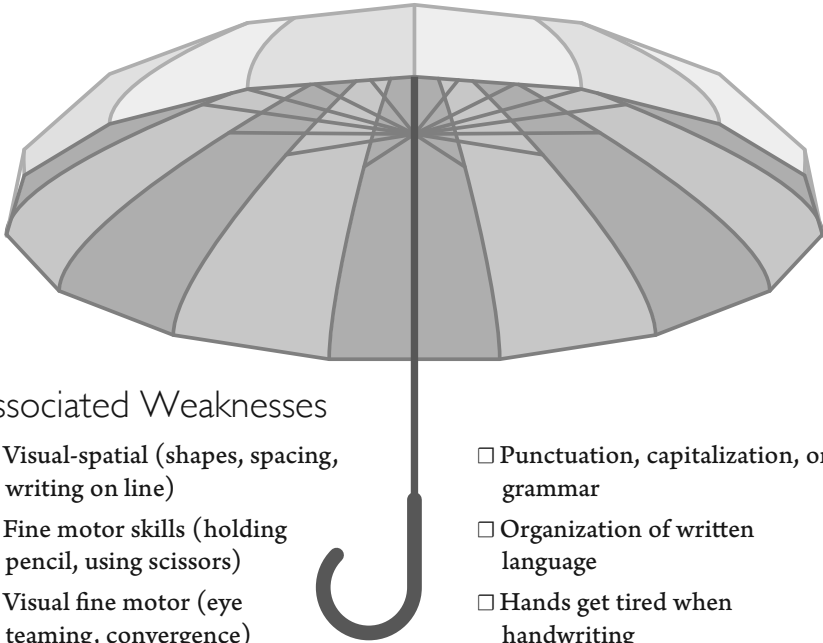 ssociated Weaknesses
Visual-spatial (shapes, spacing,
writing on line)
Fine motor skills (holding
pencil, using scissors)
Visual fine motor (eye
teaming, convergence)
☐ Punctuation, capitalization, or
grammar
☐ Organization of written
language
☐ Hands get tired when
handwriting